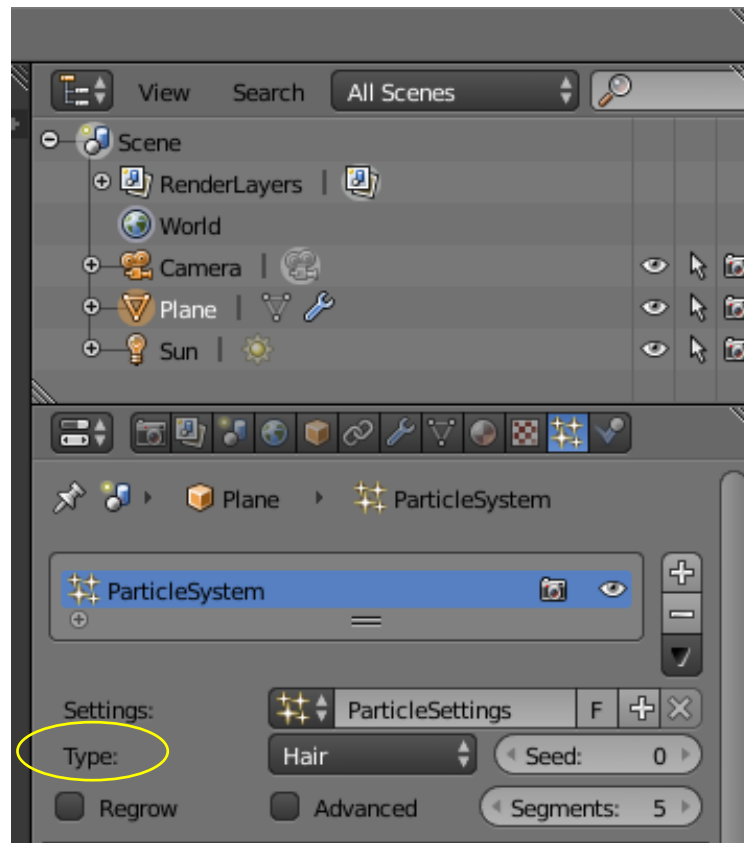 View Search All Scenes
Scene
RenderLayers
World
Camera
Plane
Sun
Plane ParticleSystem
ParticleSystem
Settings: ParticleSettings F
Type: Hair Seed: 0
Regrow Advanced Segments: 5